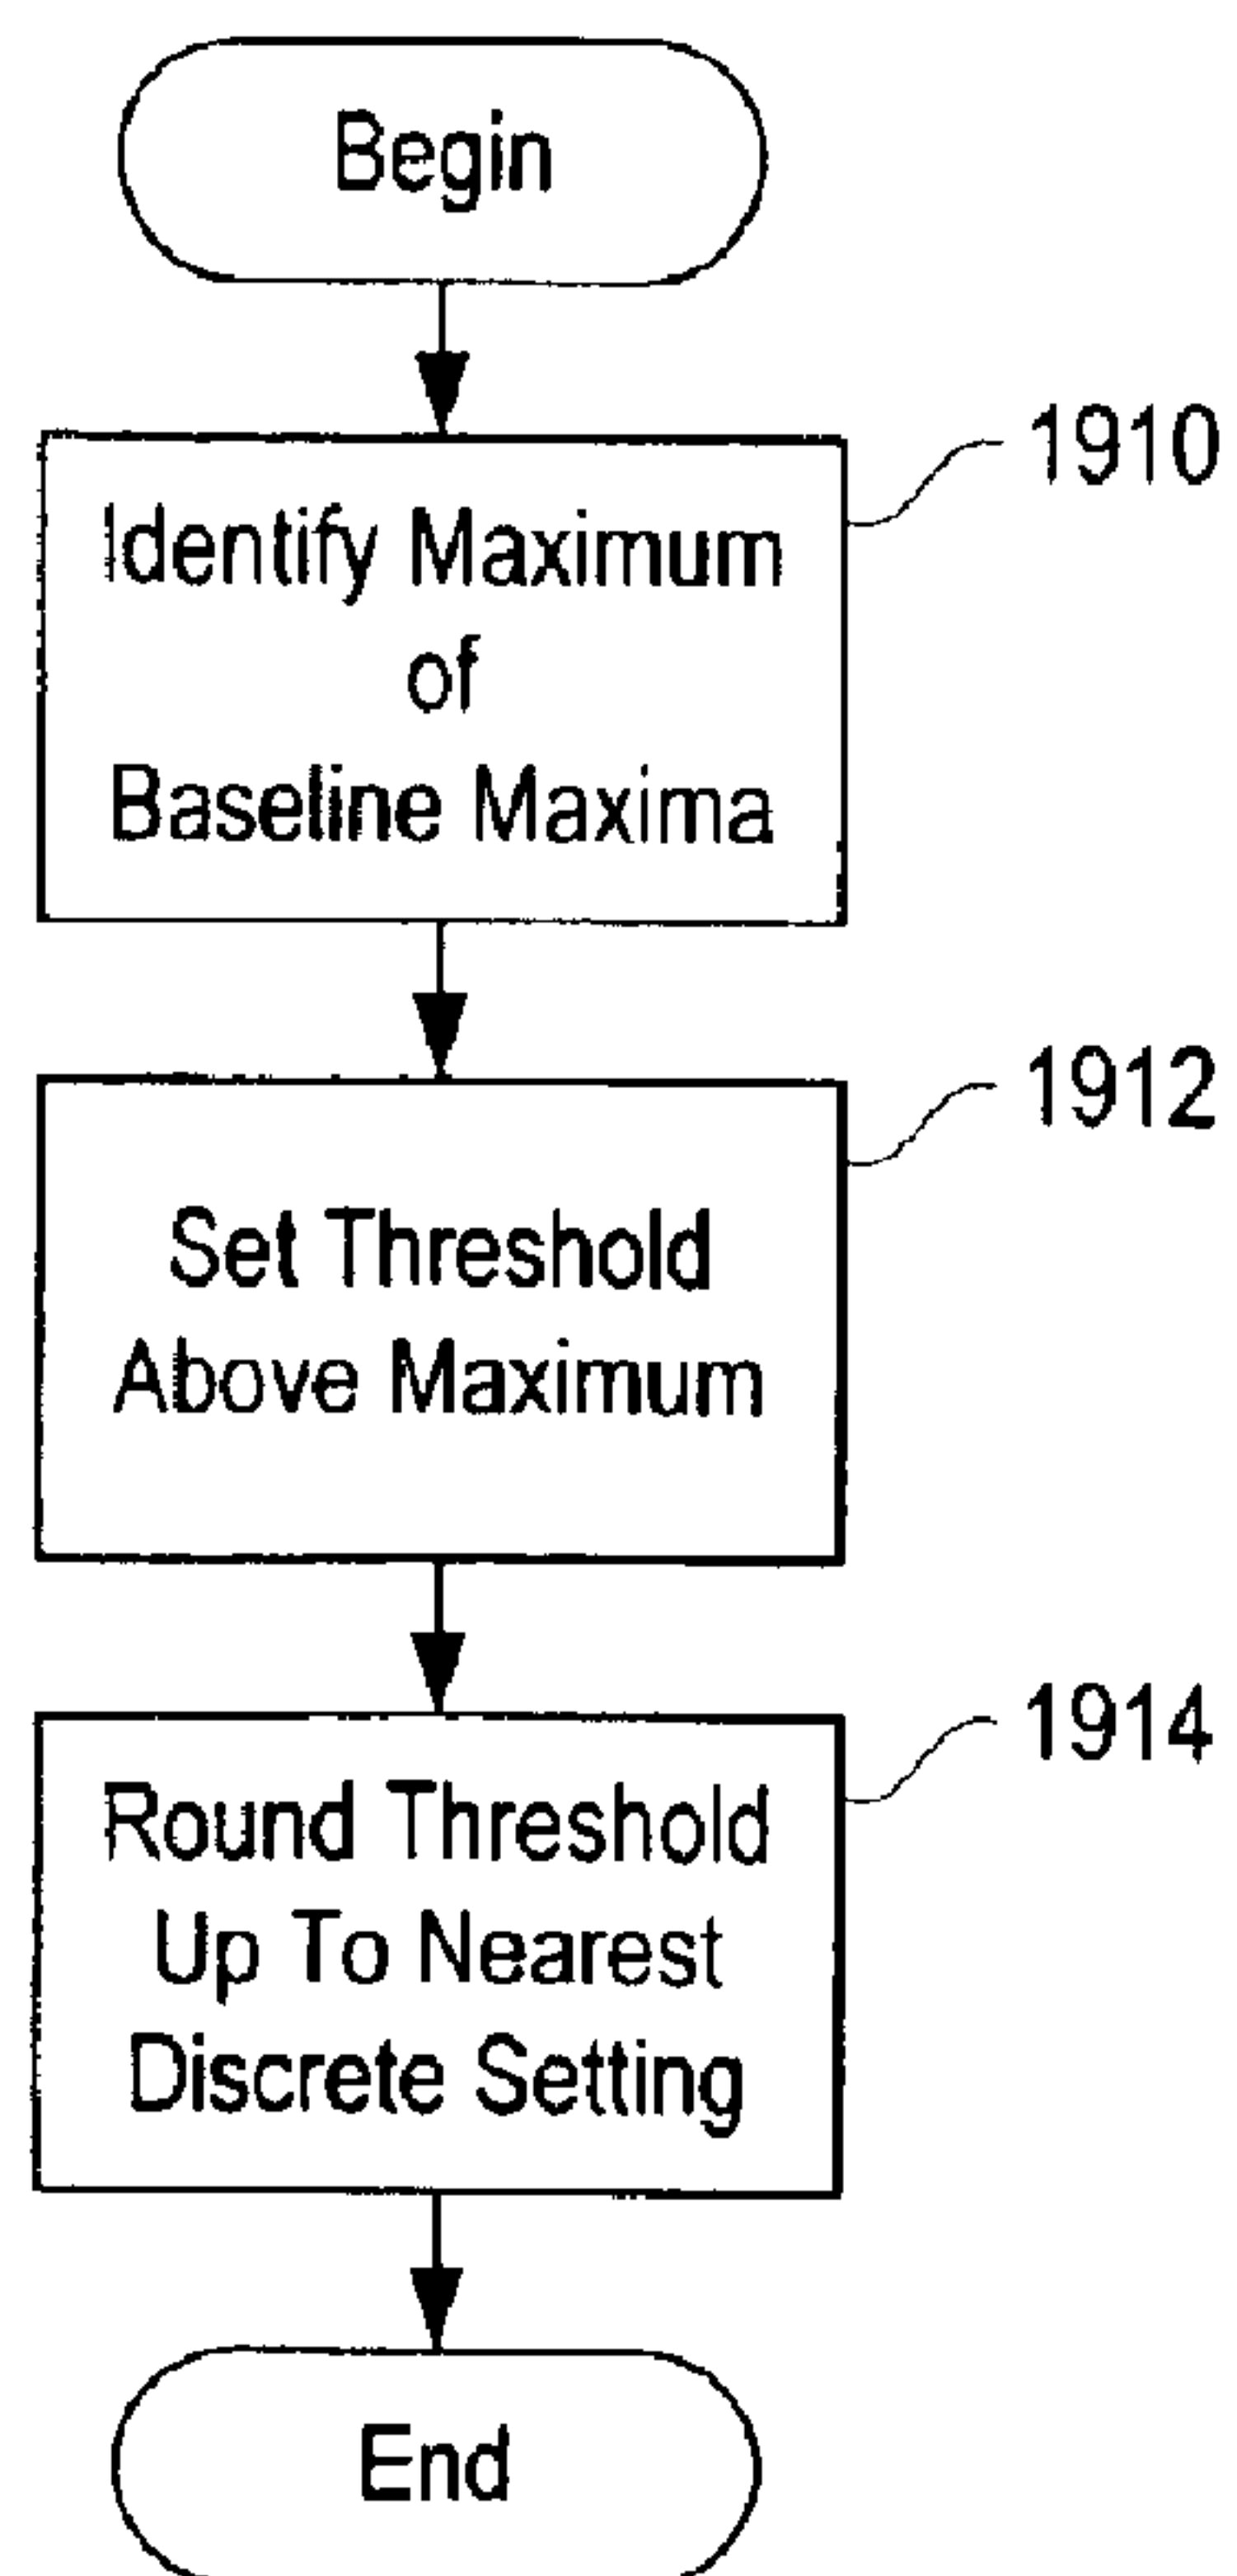 Begin
1910
Identify Maximum
of
Baseline Maxima
1912
Set Threshold
Above Maximum
1914
Round Threshold
Up To Nearest
Discrete Setting
End